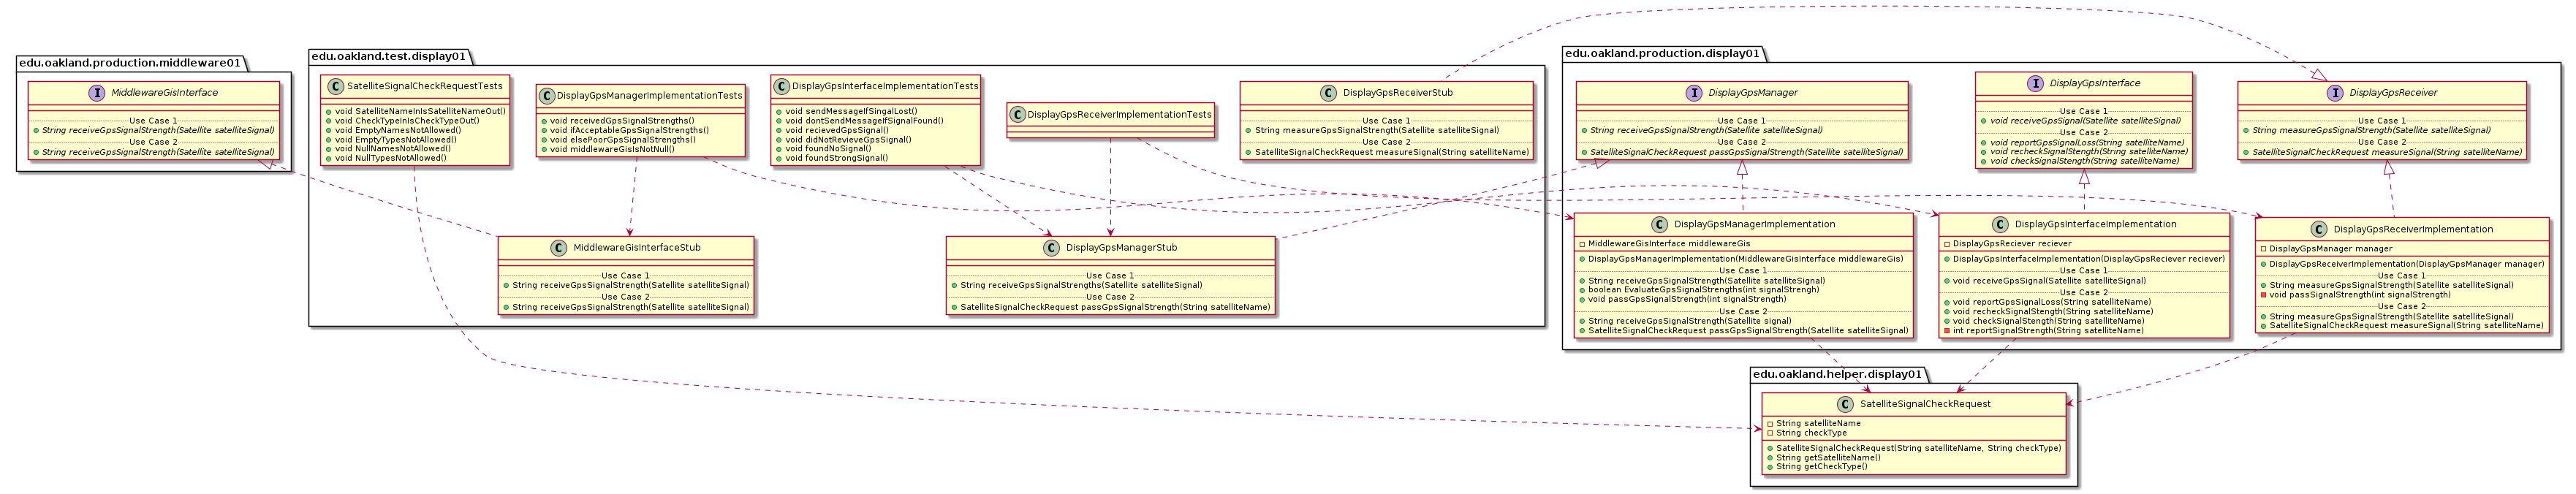 edu.oakland.production.middleware01
MiddlewareGisInterface
Use Case 1
String receiveGpsSignalStrength(Satellite satelliteSignal)
Use Case 2
String receiveGpsSignalStrength(Satellite satelliteSignal)
edu.oakland.test.display01
SatelliteSignalCheckRequestTests
void SatelliteNameInIsSatelliteNameOut()
void CheckTypeInIsCheckTypeOut()
void EmptyNamesNotAllowed()
void EmptyTypesNotAllowed()
void NullNamesNotAllowed()
void NullTypesNotAllowed()
DisplayGpsManagerImplementationTests
void receivedGpsSignalStrengths()
void ifAcceptableGpsSignalStrengths()
void elsePoorGpsSignalStrengths()
void middlewareGisIsNotNull()
DisplayGpsInterfaceImplementationTests
void sendMessageIfSingalLost()
void dontSendMessageIfSignalFound()
void recievedGpsSignal()
void didNotRevieveGpsSignal()
void foundNoSignal()
void foundStrongSignal()
DisplayGpsReceiverImplementationTests
DisplayGpsReceiverStub
Use Case 1
String measureGpsSignalStrength(Satellite satelliteSignal)
Use Case 2
SatelliteSignalCheckRequest measureSignal(String satelliteName)
MiddlewareGisInterfaceStub
Use Case 1
String receiveGpsSignalStrength(Satellite satelliteSignal)
Use Case 2
String receiveGpsSignalStrength(Satellite satelliteSignal)
DisplayGpsManagerStub
Use Case 1
String receiveGpsSignalStrengths(Satellite satelliteSignal)
Use Case 2
SatelliteSignalCheckRequest passGpsSignalStrength(String satelliteName)
edu.oakland.production.display01
DisplayGpsManager
Use Case 1
String receiveGpsSignalStrength(Satellite satelliteSignal)
Use Case 2
SatelliteSignalCheckRequest passGpsSignalStrength(Satellite satelliteSignal)
DisplayGpsInterface
Use Case 1
void receiveGpsSignal(Satellite satelliteSignal)
Use Case 2
void reportGpsSignalLoss(String satelliteName)
void recheckSignalStength(String satelliteName)
void checkSignalStength(String satelliteName)
DisplayGpsReceiver
Use Case 1
String measureGpsSignalStrength(Satellite satelliteSignal)
Use Case 2
SatelliteSignalCheckRequest measureSignal(String satelliteName)
DisplayGpsManagerImplementation
MiddlewareGisInterface middlewareGis
DisplayGpsManagerImplementation(MiddlewareGisInterface middlewareGis)
Use Case 1
String receiveGpsSignalStrength(Satellite satelliteSignal)
boolean EvaluateGpsSignalStrengths(int signalStrengh)
void passGpsSignalStrength(int signalStrength)
Use Case 2
String receiveGpsSignalStrength(Satellite signal)
SatelliteSignalCheckRequest passGpsSignalStrength(Satellite satelliteSignal)
DisplayGpsInterfaceImplementation
DisplayGpsReciever reciever
DisplayGpsInterfaceImplementation(DisplayGpsReciever reciever)
Use Case 1
void receiveGpsSignal(Satellite satelliteSignal)
Use Case 2
void reportGpsSignalLoss(String satelliteName)
void recheckSignalStength(String satelliteName)
void checkSignalStength(String satelliteName)
int reportSignalStrength(String satelliteName)
DisplayGpsReceiverImplementation
DisplayGpsManager manager
DisplayGpsReceiverImplementation(DisplayGpsManager manager)
Use Case 1
String measureGpsSignalStrength(Satellite satelliteSignal)
void passSignalStrength(int signalStrength)
Use Case 2
String measureGpsSignalStrength(Satellite satelliteSignal)
SatelliteSignalCheckRequest measureSignal(String satelliteName)
edu.oakland.helper.display01
SatelliteSignalCheckRequest
String satelliteName
String checkType
SatelliteSignalCheckRequest(String satelliteName, String checkType)
String getSatelliteName()
String getCheckType()